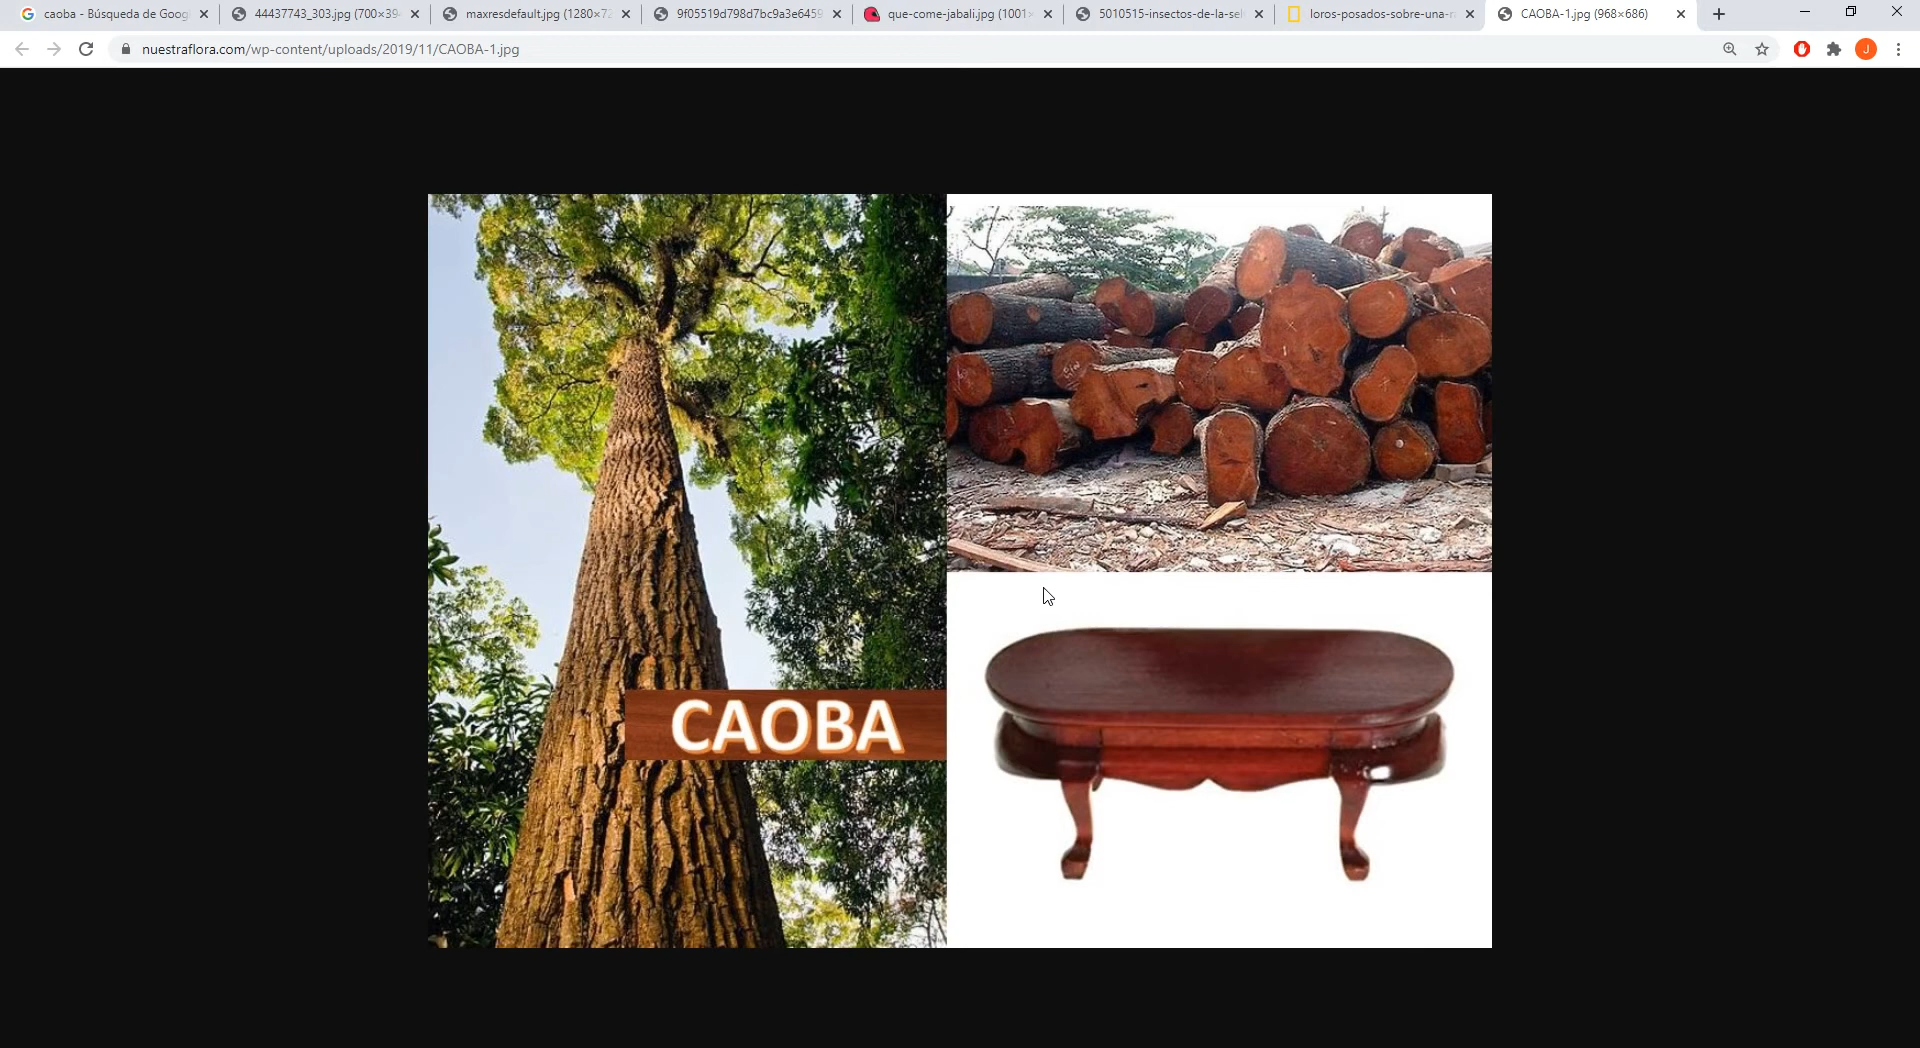 caoba - Búsqueda de Goog
44437743_303.jpg (700×39
maxresdefault.jpg (1280×72
9f05519d798d7bc9a3e6459
que-come-jabali.jpg (1001×
5010515-insectos-de-la-sel
loros-posados-sobre-una-r
CAOBA-1.jpg (968×686)
nuestraflora.com/wp-content/uploads/2019/11/CAOBA-1.jpg
J
CAOBA